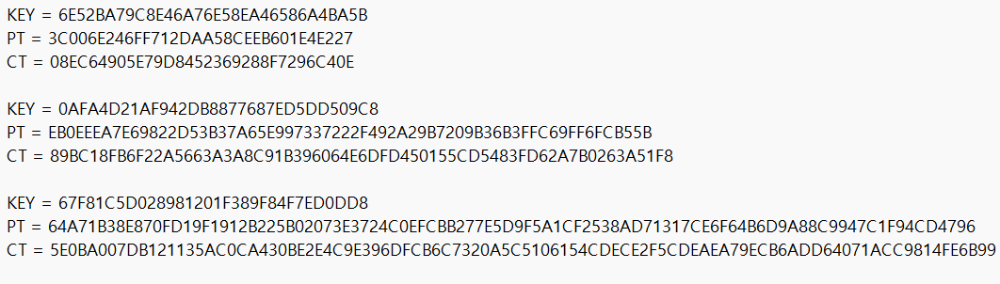 KEY = 6E52BA79C8E46A76E58EA46586A4BA5B
PT = 3C006E246FF712DAA58CEEB601E4E227
CT = 08EC64905E79D8452369288F7296C40E
KEY = 0AFA4D21AF942DB8877687ED5DD509C8
PT = EB0EEEA7E69822D53B37A65E997337222F492A29B7209B36B3FFC69FF6FCB55B
CT = 89BC18FB6F22A5663A3A8C91B396064E6DFD450155CD5483FD62A7B0263A51F8
KEY = 67F81C5D028981201F389F84F7ED0DD8
PT = 64A71B38E870FD19F1912B225B02073E3724C0EFCBB277E5D9F5A1CF2538AD71317CE6F64B6D9A88C9947C1F94CD4796
CT = 5E0BA007DB121135AC0CA430BE2E4C9E396DFCB6C7320A5C5106154CDECE2F5CDEAEA79ECB6ADD64071ACC9814FE6B99